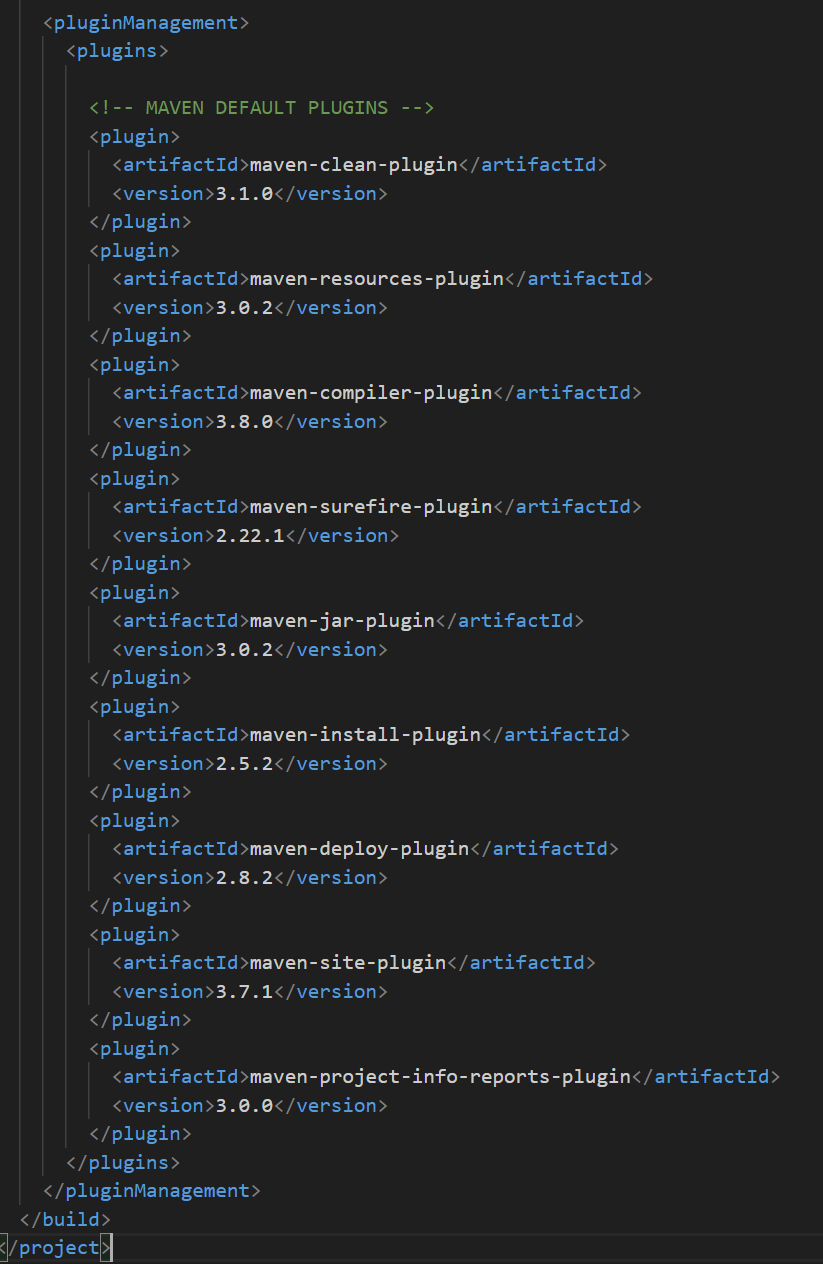 <pluginManagement>
<plugins>
<!-- MAVEN DEFAULT PLUGINS -->
<plugin>
<artifactId>maven-clean-plugin</artifactId>
<version>3.1.0</version>
</plugin>
<plugin>
<artifactId>maven-resources-plugin</artifactId>
<version>3.0.2</version>
</plugin>
<plugin>
<artifactId>maven-compiler-plugin</artifactId>
<version>3.8.0</version>
</plugin>
<plugin>
<artifactId>maven-surefire-plugin</artifactId>
<version>2.22.1</version>
</plugin>
<plugin>
<artifactId>maven-jar-plugin</artifactId>
<version>3.0.2</version>
</plugin>
<plugin>
<artifactId>maven-install-plugin</artifactId>
<version>2.5.2</version>
</plugin>
<plugin>
<artifactId>maven-deploy-plugin</artifactId>
<version>2.8.2</version>
</plugin>
<plugin>
<artifactId>maven-site-plugin</artifactId>
<version>3.7.1</version>
</plugin>
<plugin>
<artifactId>maven-project-info-reports-plugin</artifactId>
<version>3.0.0</version>
</plugin>
</plugins>
</pluginManagement>
</build>
</project>